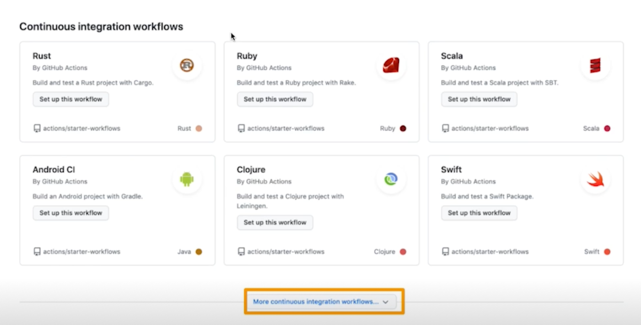 Continuous integration workflows
Rust
By GitHub Actions
Build and test a Rust project with Cargo.
Set up this workflow
actions/starter-workflows
Rust
Ruby
By GitHub Actions
Build and test a Ruby project with Rake.
Set up this workflow
actions/starter-workflows
Ruby
Scala
By GitHub Actions
Build and test a Scala project with SBT.
Set up this workflow
actions/starter-workflows
Scala
Android CI
By GitHub Actions
Build an Android project with Gradle.
Set up this workflow
actions/starter-workflows
Java
Clojure
By GitHub Actions
Build and test a Clojure project with
Leiningen.
Set up this workflow
actions/starter-workflows
Clojure
Swift
By GitHub Actions
Build and test a Swift Package.
Set up this workflow
actions/starter-workflows
Swift
More continuous integration workflows...